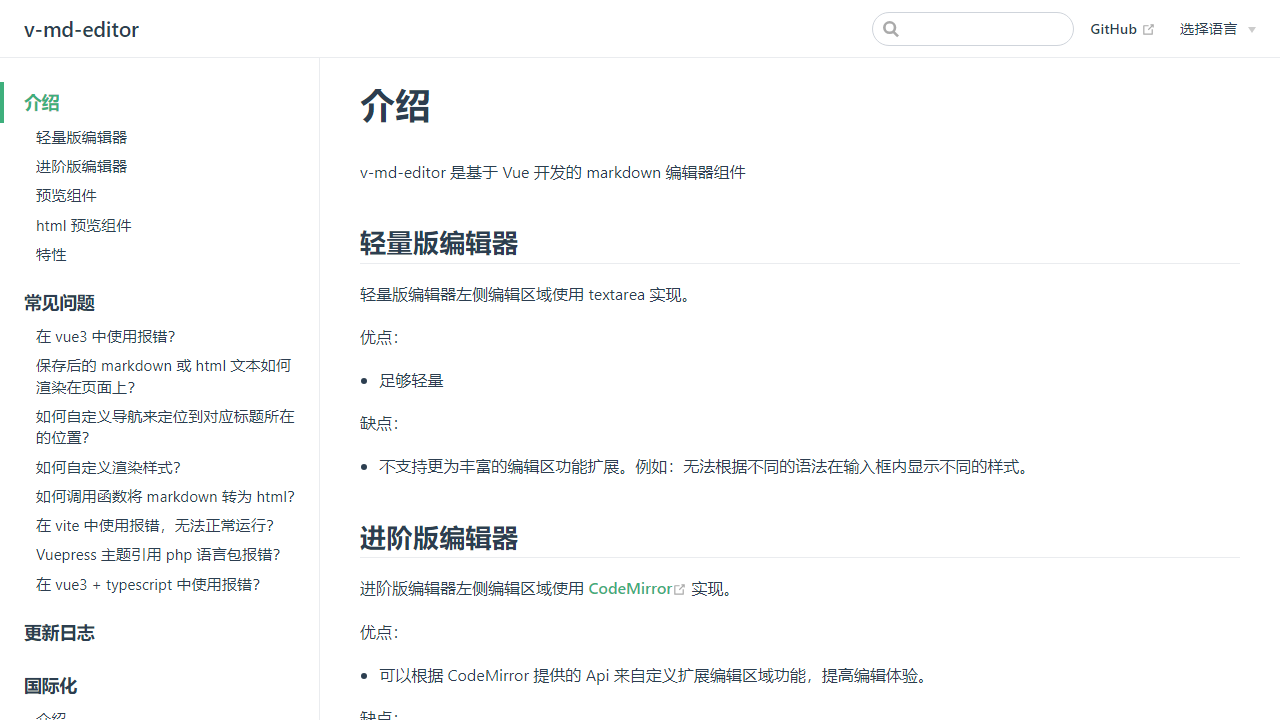 v-md-editor
GitHub
选择语言
介绍
轻量版编辑器
进阶版编辑器
预览组件
html 预览组件
特性
常见问题
在 vue3 中使用报错？
保存后的 markdown 或 html 文本如何
渲染在页面上？
如何自定义导航来定位到对应标题所在
的位置？
如何自定义渲染样式？
如何调用函数将 markdown 转为 html？
在 vite 中使用报错，无法正常运行？
Vuepress 主题引用 php 语言包报错？
在 vue3 + typescript 中使用报错？
更新日志
国际化
介绍
介绍
v-md-editor 是基于 Vue 开发的 markdown 编辑器组件
轻量版编辑器
轻量版编辑器左侧编辑区域使用 textarea 实现。
优点：
足够轻量
缺点：
不支持更为丰富的编辑区功能扩展。例如：无法根据不同的语法在输入框内显示不同的样式。
进阶版编辑器
进阶版编辑器左侧编辑区域使用 CodeMirror 实现。
优点：
可以根据 CodeMirror 提供的 Api 来自定义扩展编辑区域功能，提高编辑体验。
缺点：